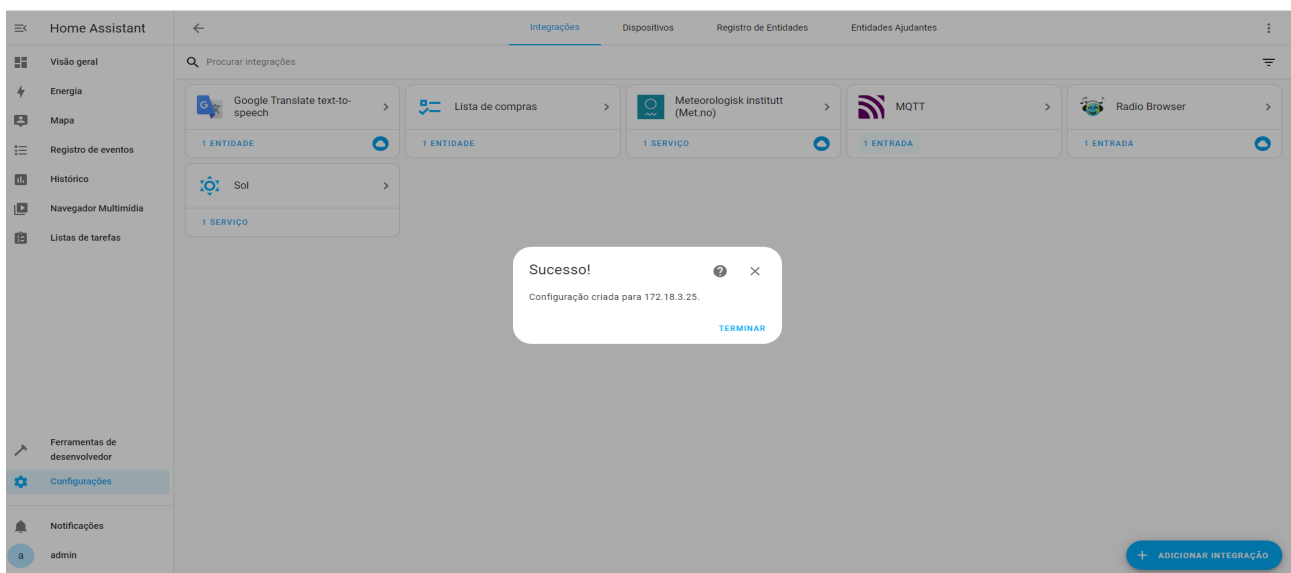 Home Assistant
Integrações
Dispositivos
Registro de Entidades
Entidades Ajudantes
Visão geral
Energia
Mapa
Registro de eventos
Histórico
Navegador Multimídia
Listas de tarefas
Procurar integrações
Google Translate text-to-
speech
1 ENTIDADE
Lista de compras
1 ENTIDADE
Meteorologisk institutt
(Met.no)
1 SERVIÇO
MQTT
1 ENTRADA
Radio Browser
1 ENTRADA
Sol
1 SERVIÇO
Sucesso!
Configuração criada para 172.18.3.25.
TERMINAR
Ferramentas de
desenvolvedor
Configurações
Notificações
a
admin
ADICIONAR INTEGRAÇÃO